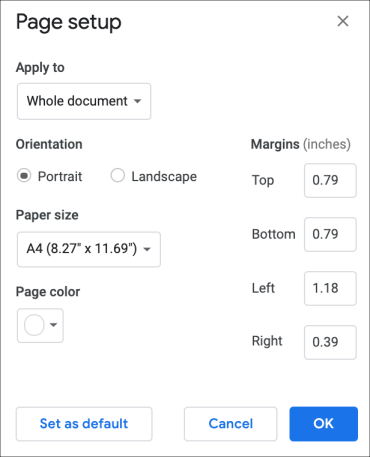 Page setup
Apply to
Whole document
Orientation
Portrait
Landscape
Paper size
A4 (8.27" x 11.69")
Page color
Margins (inches)
Top 0.79
Bottom 0.79
Left 1.18
Right 0.39
Set as default
Cancel
OK